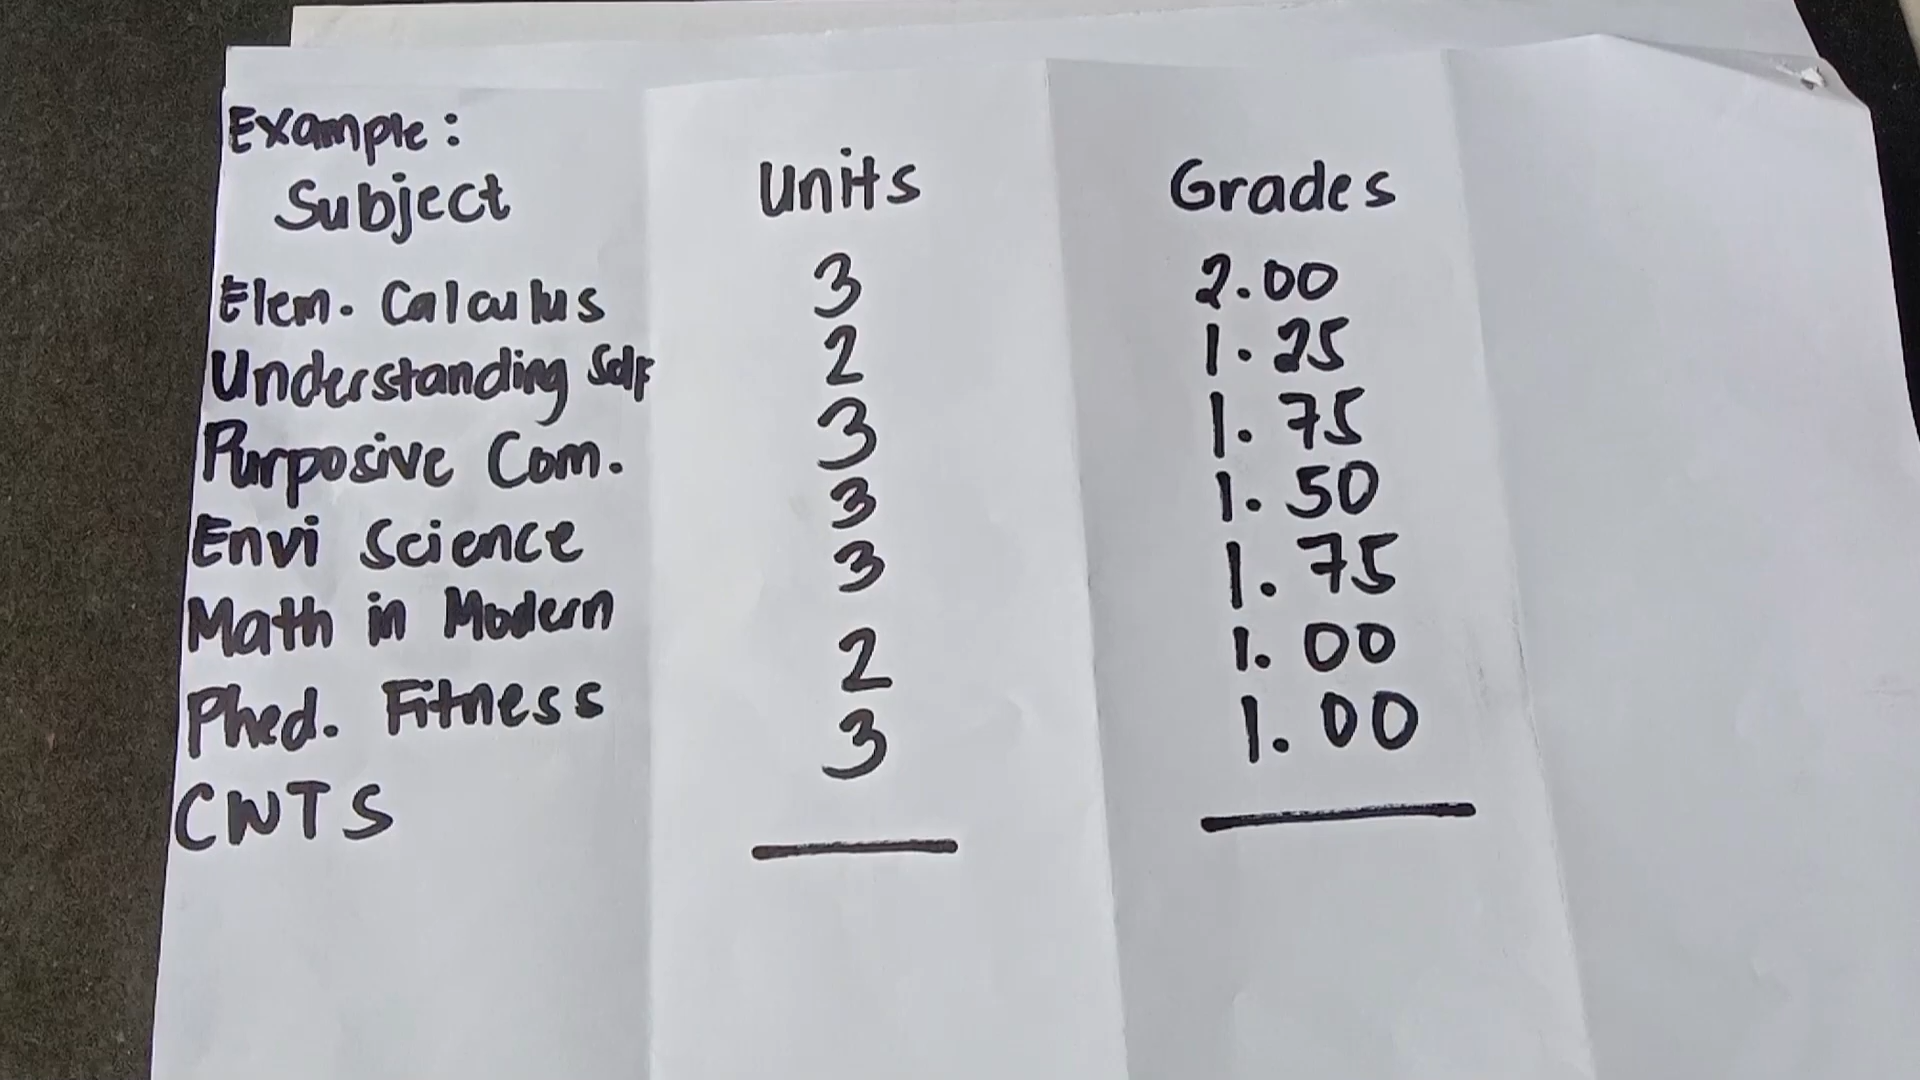 Example:
Subject Units Grades
Elem. Calculus 3 2.00
Understanding Self 2 1.25
Purposive Com. 3 1.75
Envi Science 3 1.50
Math in Modern 3 1.75
Phed. Fitness 2 1.00
CWTS 3 1.00